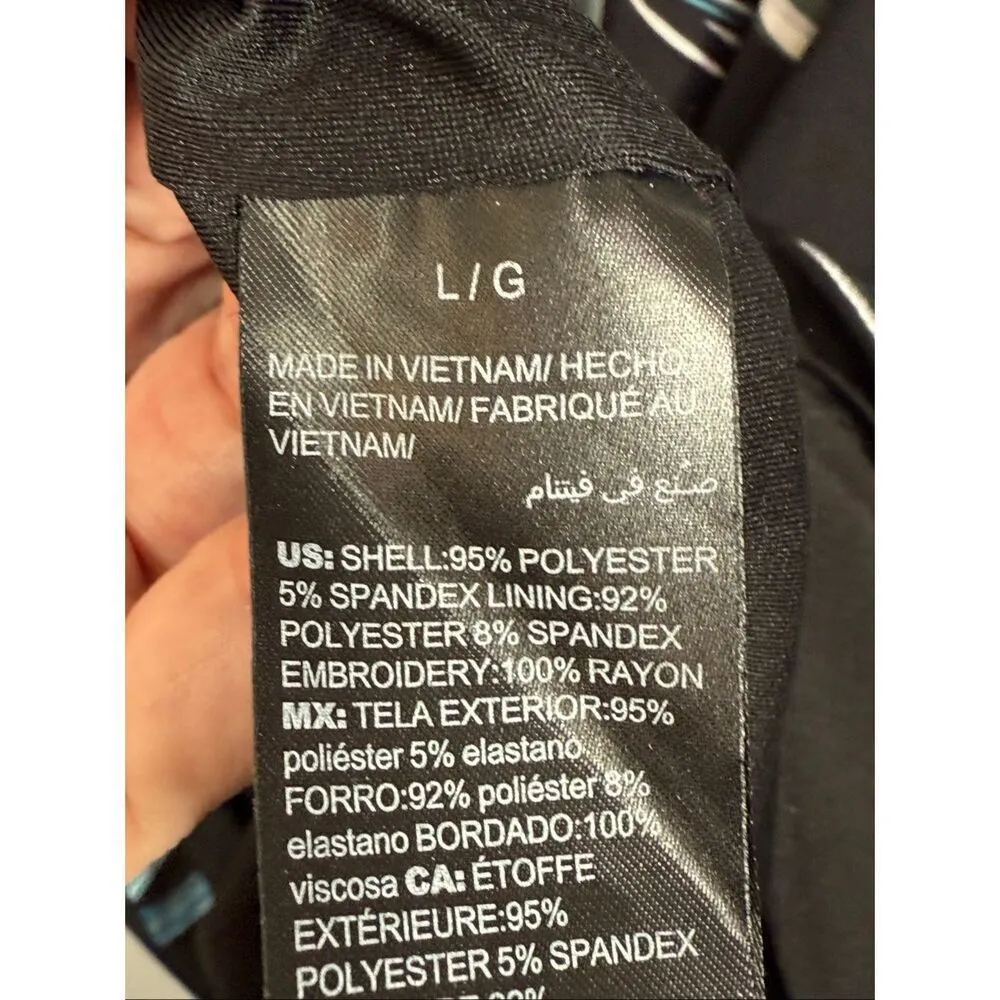 L/G
MADE IN VIETNAM/ HECHO
EN VIETNAM/ FABRIQUÉ AU
VIETNAM/
صنع في فيتنام
US: SHELL:95% POLYESTER
5% SPANDEX LINING:92%
POLYESTER 8% SPANDEX
EMBROIDERY:100% RAYON
MX: TELA EXTERIOR:95%
poliéster 5% elastano
FORRO:92% poliéster 8%
elastano BORDADO:100%
viscosa CA: ÉTOFFE
EXTÉRIEURE:95%
POLYESTER 5% SPANDEX